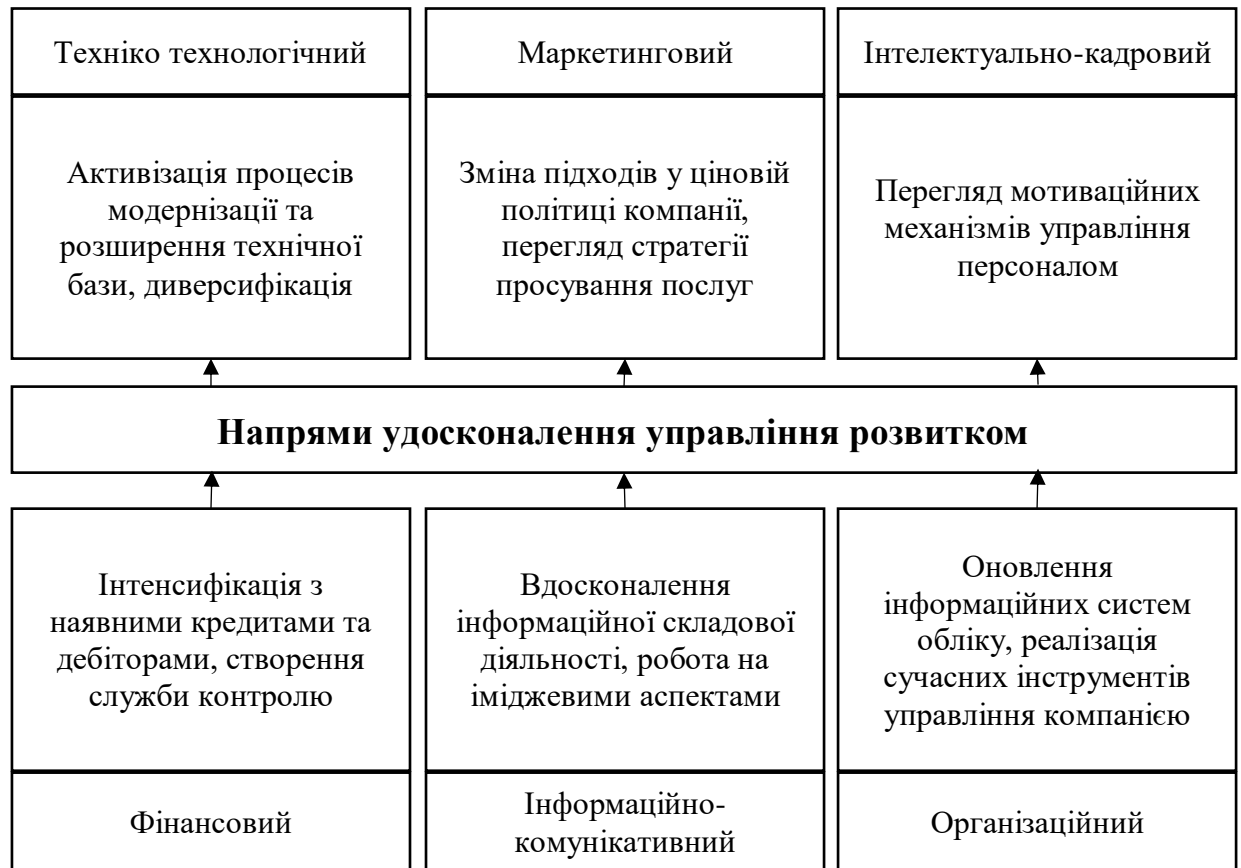 Техніко технологічний
Маркетинговий
Інтелектуально-кадровий
Активізація процесів
модернізації та
розширення технічної
бази, диверсифікація
Зміна підходів у ціновій
політиці компанії,
перегляд стратегії
просування послуг
Перегляд мотиваційних
механізмів управління
персоналом
Напрями удосконалення управління розвитком
Інтенсифікація з
наявними кредитами та
дебіторами, створення
служби контролю
Вдосконалення
інформаційної складової
діяльності, робота на
іміджевими аспектами
Оновлення
інформаційних систем
обліку, реалізація
сучасних інструментів
управління компанією
Фінансовий
Інформаційно-
комунікативний
Організаційний